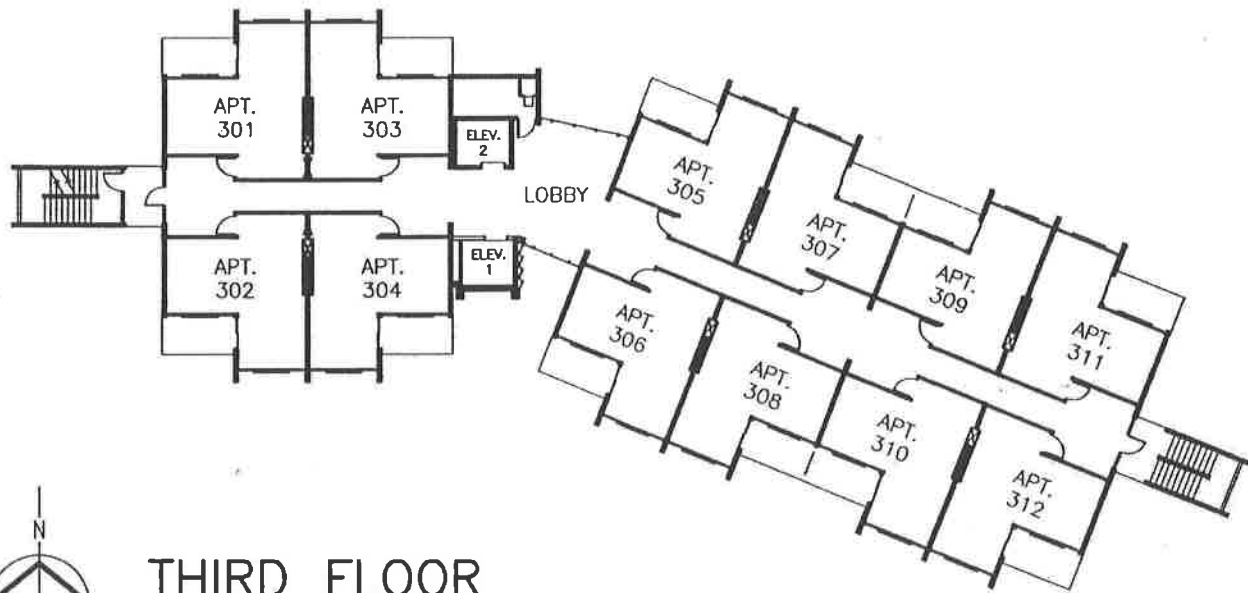 APT.
301
APT.
303
ELEV.
2
LOBBY
APT.
302
APT.
304
ELEV.
1
APT.
305
APT.
307
APT.
309
APT.
311
APT.
306
APT.
308
APT.
310
APT.
312
N
THIRD FLOOR